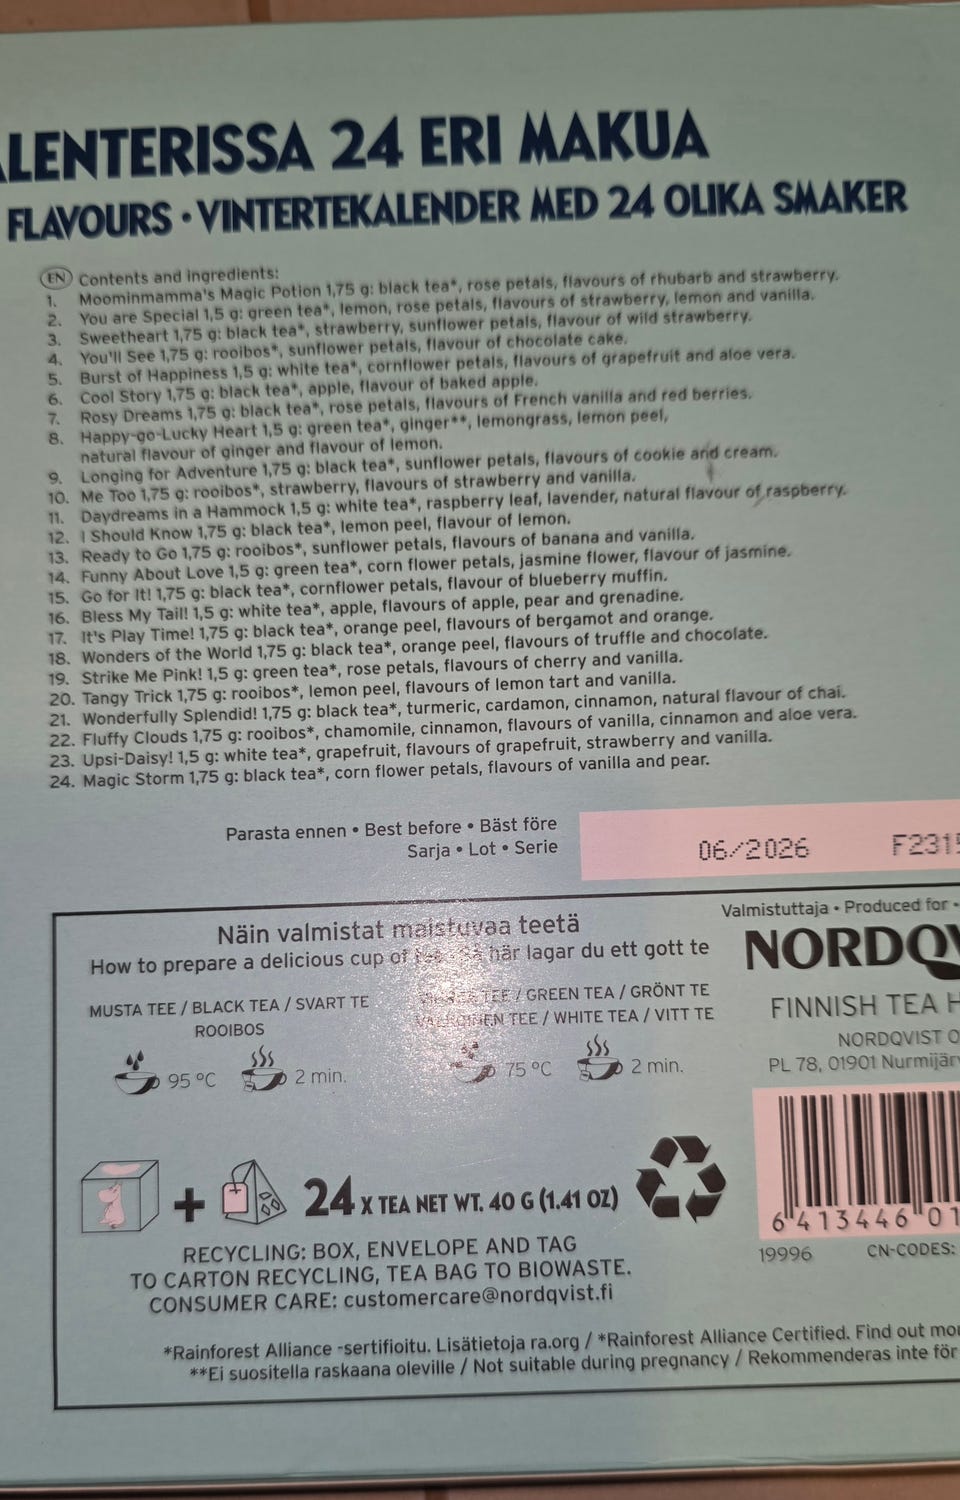 LENTERISSA 24 ERI MAKUA
FLAVOURS • VINTERTEKALENDER MED 24 OLIKA SMAKER
EN Contents and ingredients:
1. Moominmamma's Magic Potion 1,75 g: black tea*, rose petals, flavours of rhubarb and strawberry.
2. You are Special 1,5 g: green tea*, lemon, rose petals, flavours of strawberry, lemon and vanilla.
3. Sweetheart 1,75 g: black tea*, strawberry, sunflower petals, flavour of wild strawberry.
4. You'll See 1,75 g: rooibos*, sunflower petals, flavour of chocolate cake.
5. Burst of Happiness 1,5 g: white tea*, cornflower petals, flavours of grapefruit and aloe vera.
6. Cool Story 1,75 g: black tea*, apple, flavour of baked apple.
7. Rosy Dreams 1,75 g: black tea*, rose petals, flavours of French vanilla and red berries.
8. Happy-go-Lucky Heart 1,5 g: green tea*, ginger**, lemongrass, lemon peel,
natural flavour of ginger and flavour of lemon.
9. Longing for Adventure 1,75 g: black tea*, sunflower petals, flavours of cookie and cream.
10. Me Too 1,75 g: rooibos*, strawberry, flavours of strawberry and vanilla.
11. Daydreams in a Hammock 1,5 g: white tea*, raspberry leaf, lavender, natural flavour of raspberry.
12. I Should Know 1,75 g: black tea*, lemon peel, flavour of lemon.
13. Ready to Go 1,75 g: rooibos*, sunflower petals, flavours of banana and vanilla.
14. Funny About Love 1,5 g: green tea*, corn flower petals, jasmine flower, flavour of jasmine.
15. Go for It! 1,75 g: black tea*, cornflower petals, flavour of blueberry muffin.
16. Bless My Tail! 1,5 g: white tea*, apple, flavours of apple, pear and grenadine.
17. It's Play Time! 1,75 g: black tea*, orange peel, flavours of bergamot and orange.
18. Wonders of the World 1,75 g: black tea*, orange peel, flavours of truffle and chocolate.
19. Strike Me Pink! 1,5 g: green tea*, rose petals, flavours of cherry and vanilla.
20. Tangy Trick 1,75 g: rooibos*, lemon peel, flavours of lemon tart and vanilla.
21. Wonderfully Splendid! 1,75 g: black tea*, turmeric, cardamon, cinnamon, natural flavour of chai.
22. Fluffy Clouds 1,75 g: rooibos*, chamomile, cinnamon, flavours of vanilla, cinnamon and aloe vera.
23. Upsi-Daisy! 1,5 g: white tea*, grapefruit, flavours of grapefruit, strawberry and vanilla.
24. Magic Storm 1,75 g: black tea*, corn flower petals, flavours of vanilla and pear.
Parasta ennen • Best before • Bäst före
Sarja • Lot • Serie
06/2026 F231
Valmistuttaja • Produced for •
NORDQV
FINNISH TEA H
NORDQVIST O
PL 78, 01901 Nurmijär
Näin valmistat maistuvaa teetä
How to prepare a delicious cup of här lagar du ett gott te
MUSTA TEE / BLACK TEA / SVART TE
ROOIBOS
95 °C 2 min.
TEE / GREEN TEA / GRÖNT TE
TEE / WHITE TEA / VITT TE
75 °C 2 min.
+ 24 X TEA NET WT. 40 G (1.41 OZ)
RECYCLING: BOX, ENVELOPE AND TAG
TO CARTON RECYCLING, TEA BAG TO BIOWASTE.
CONSUMER CARE: customercare@nordqvist.fi
6 413446 01
19996 CN-CODES:
*Rainforest Alliance -sertifioitu. Lisätietoja ra.org / *Rainforest Alliance Certified. Find out mo
**Ei suositella raskaana oleville / Not suitable during pregnancy / Rekommenderas inte för